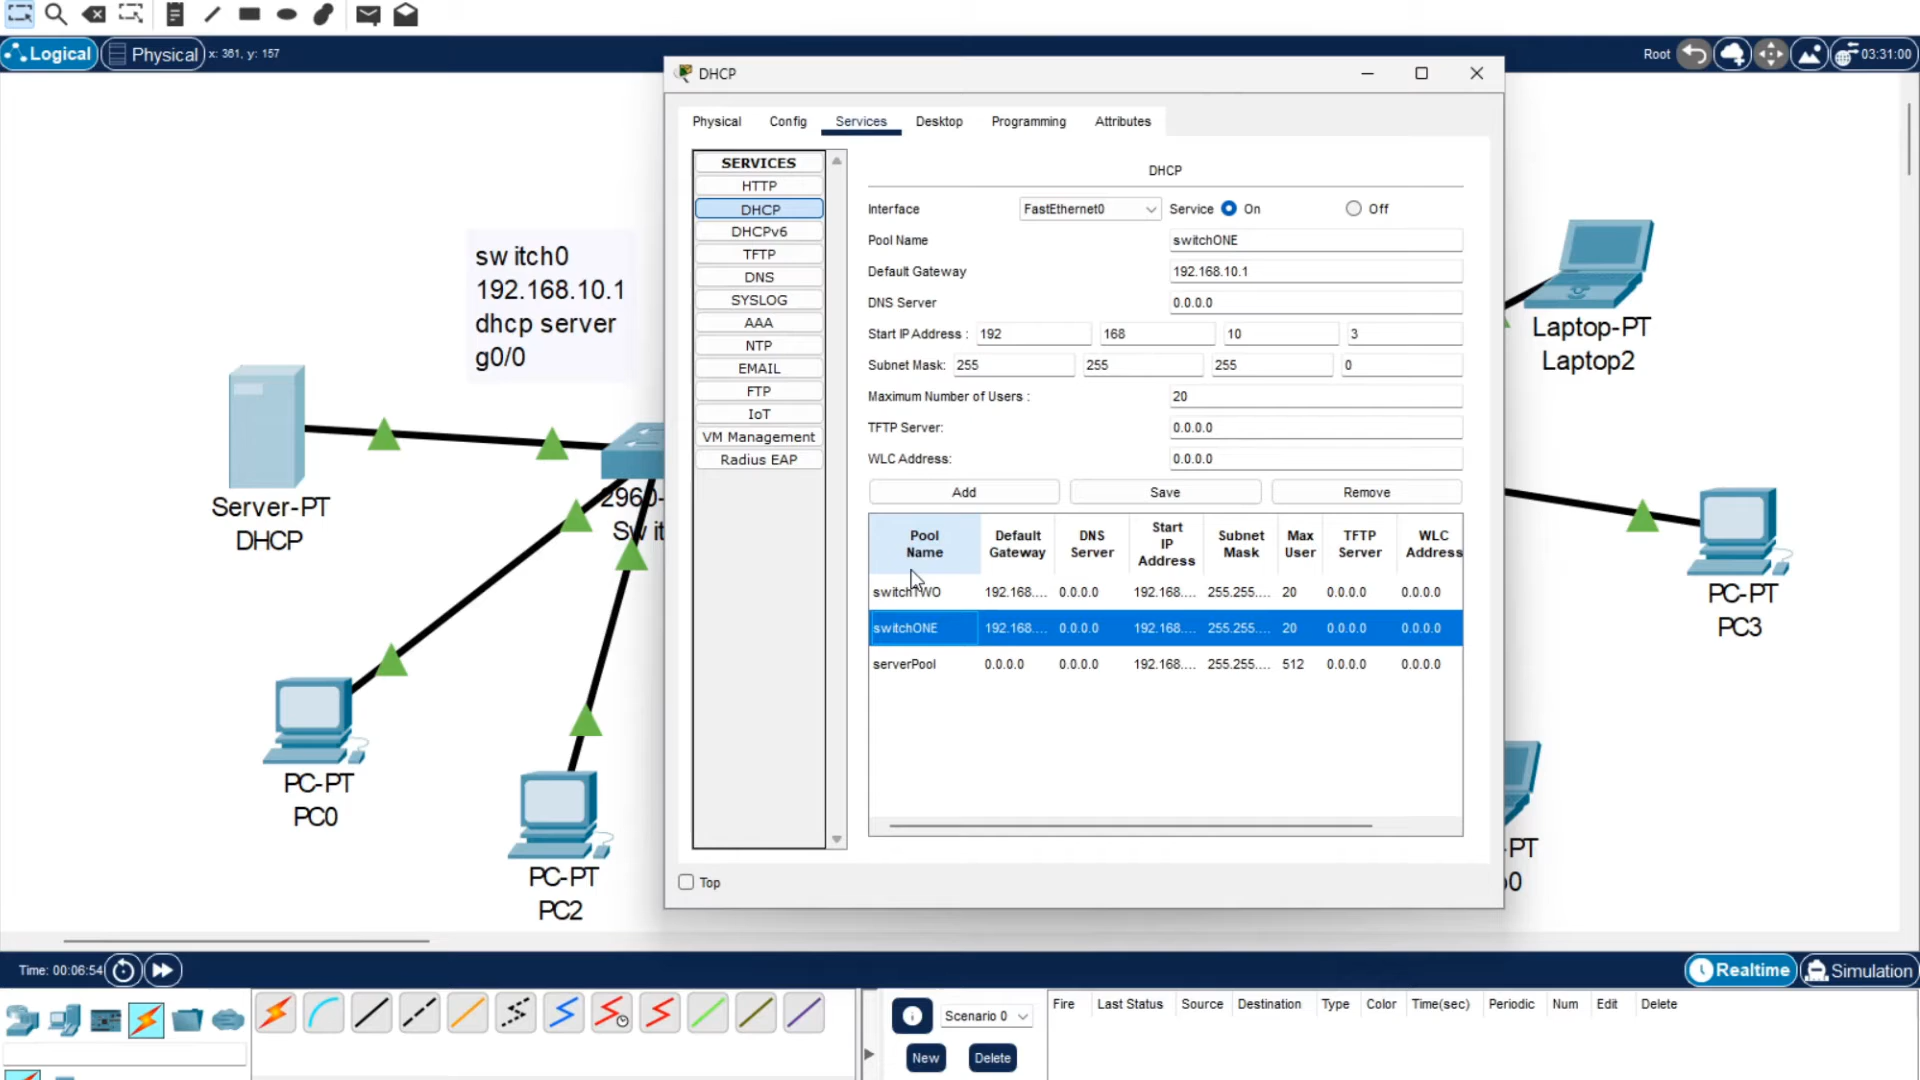 Logical
Physical
x: 361, y: 157
Root
03:31:00
DHCP
Physical
Config
Services
Desktop
Programming
Attributes
SERVICES
HTTP
DHCP
DHCPv6
TFTP
DNS
SYSLOG
AAA
NTP
EMAIL
FTP
IoT
VM Management
Radius EAP
DHCP
Interface
FastEthernet0
Service
On
Off
Pool Name
switchONE
Default Gateway
192.168.10.1
DNS Server
0.0.0.0
Start IP Address :
192
168
10
3
Subnet Mask:
255
255
255
0
Maximum Number of Users :
20
TFTP Server:
0.0.0.0
WLC Address:
0.0.0.0
Add
Save
Remove
Pool Name
Default Gateway
DNS Server
Start IP Address
Subnet Mask
Max User
TFTP Server
WLC Address
switchTWO 192.168.... 0.0.0.0 192.168.... 255.255.... 20 0.0.0.0 0.0.0.0
switchONE 192.168.... 0.0.0.0 192.168.... 255.255.... 20 0.0.0.0 0.0.0.0
serverPool 0.0.0.0 0.0.0.0 192.168.... 255.255.... 512 0.0.0.0 0.0.0.0
Top
switch0
192.168.10.1
dhcp server
g0/0
Server-PT
DHCP
2960-
Swit
PC-PT
PC0
PC-PT
PC2
Laptop-PT
Laptop2
PC-PT
PC3
-PT
o0
Time: 00:06:54
Realtime
Simulation
Scenario 0
New
Delete
Fire
Last Status
Source
Destination
Type
Color
Time(sec)
Periodic
Num
Edit
Delete